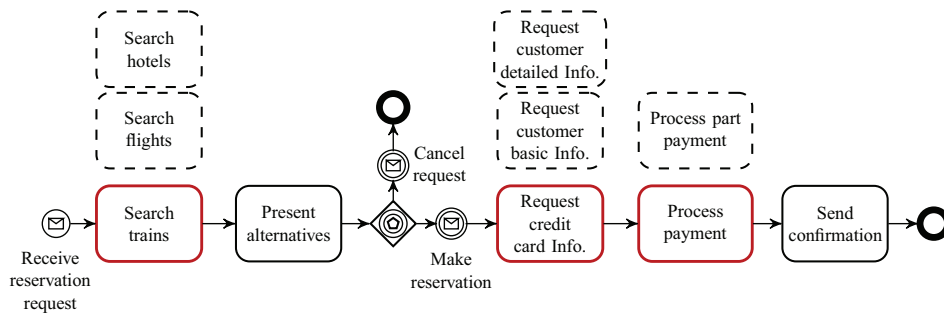 Search
hotels
Search
flights
Receive
reservation
request
Search
trains
Present
alternatives
Cancel
request
Make
reservation
Request
customer
detailed Info.
Request
customer
basic Info.
Request
credit
card Info.
Process part
payment
Process
payment
Send
confirmation